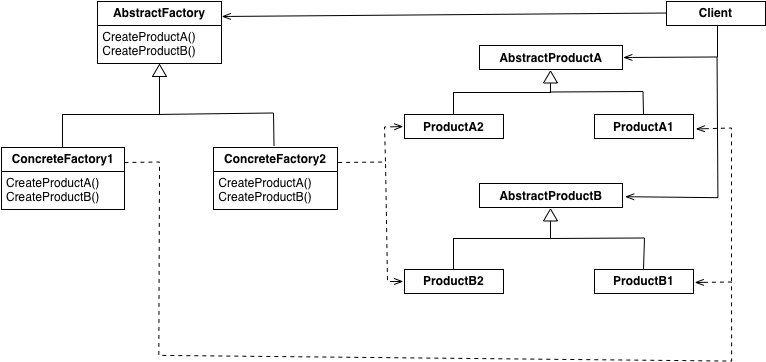 AbstractFactory
CreateProductA()
CreateProductB()
Client
AbstractProductA
ProductA2
ProductA1
ConcreteFactory1
CreateProductA()
CreateProductB()
ConcreteFactory2
CreateProductA()
CreateProductB()
AbstractProductB
ProductB2
ProductB1